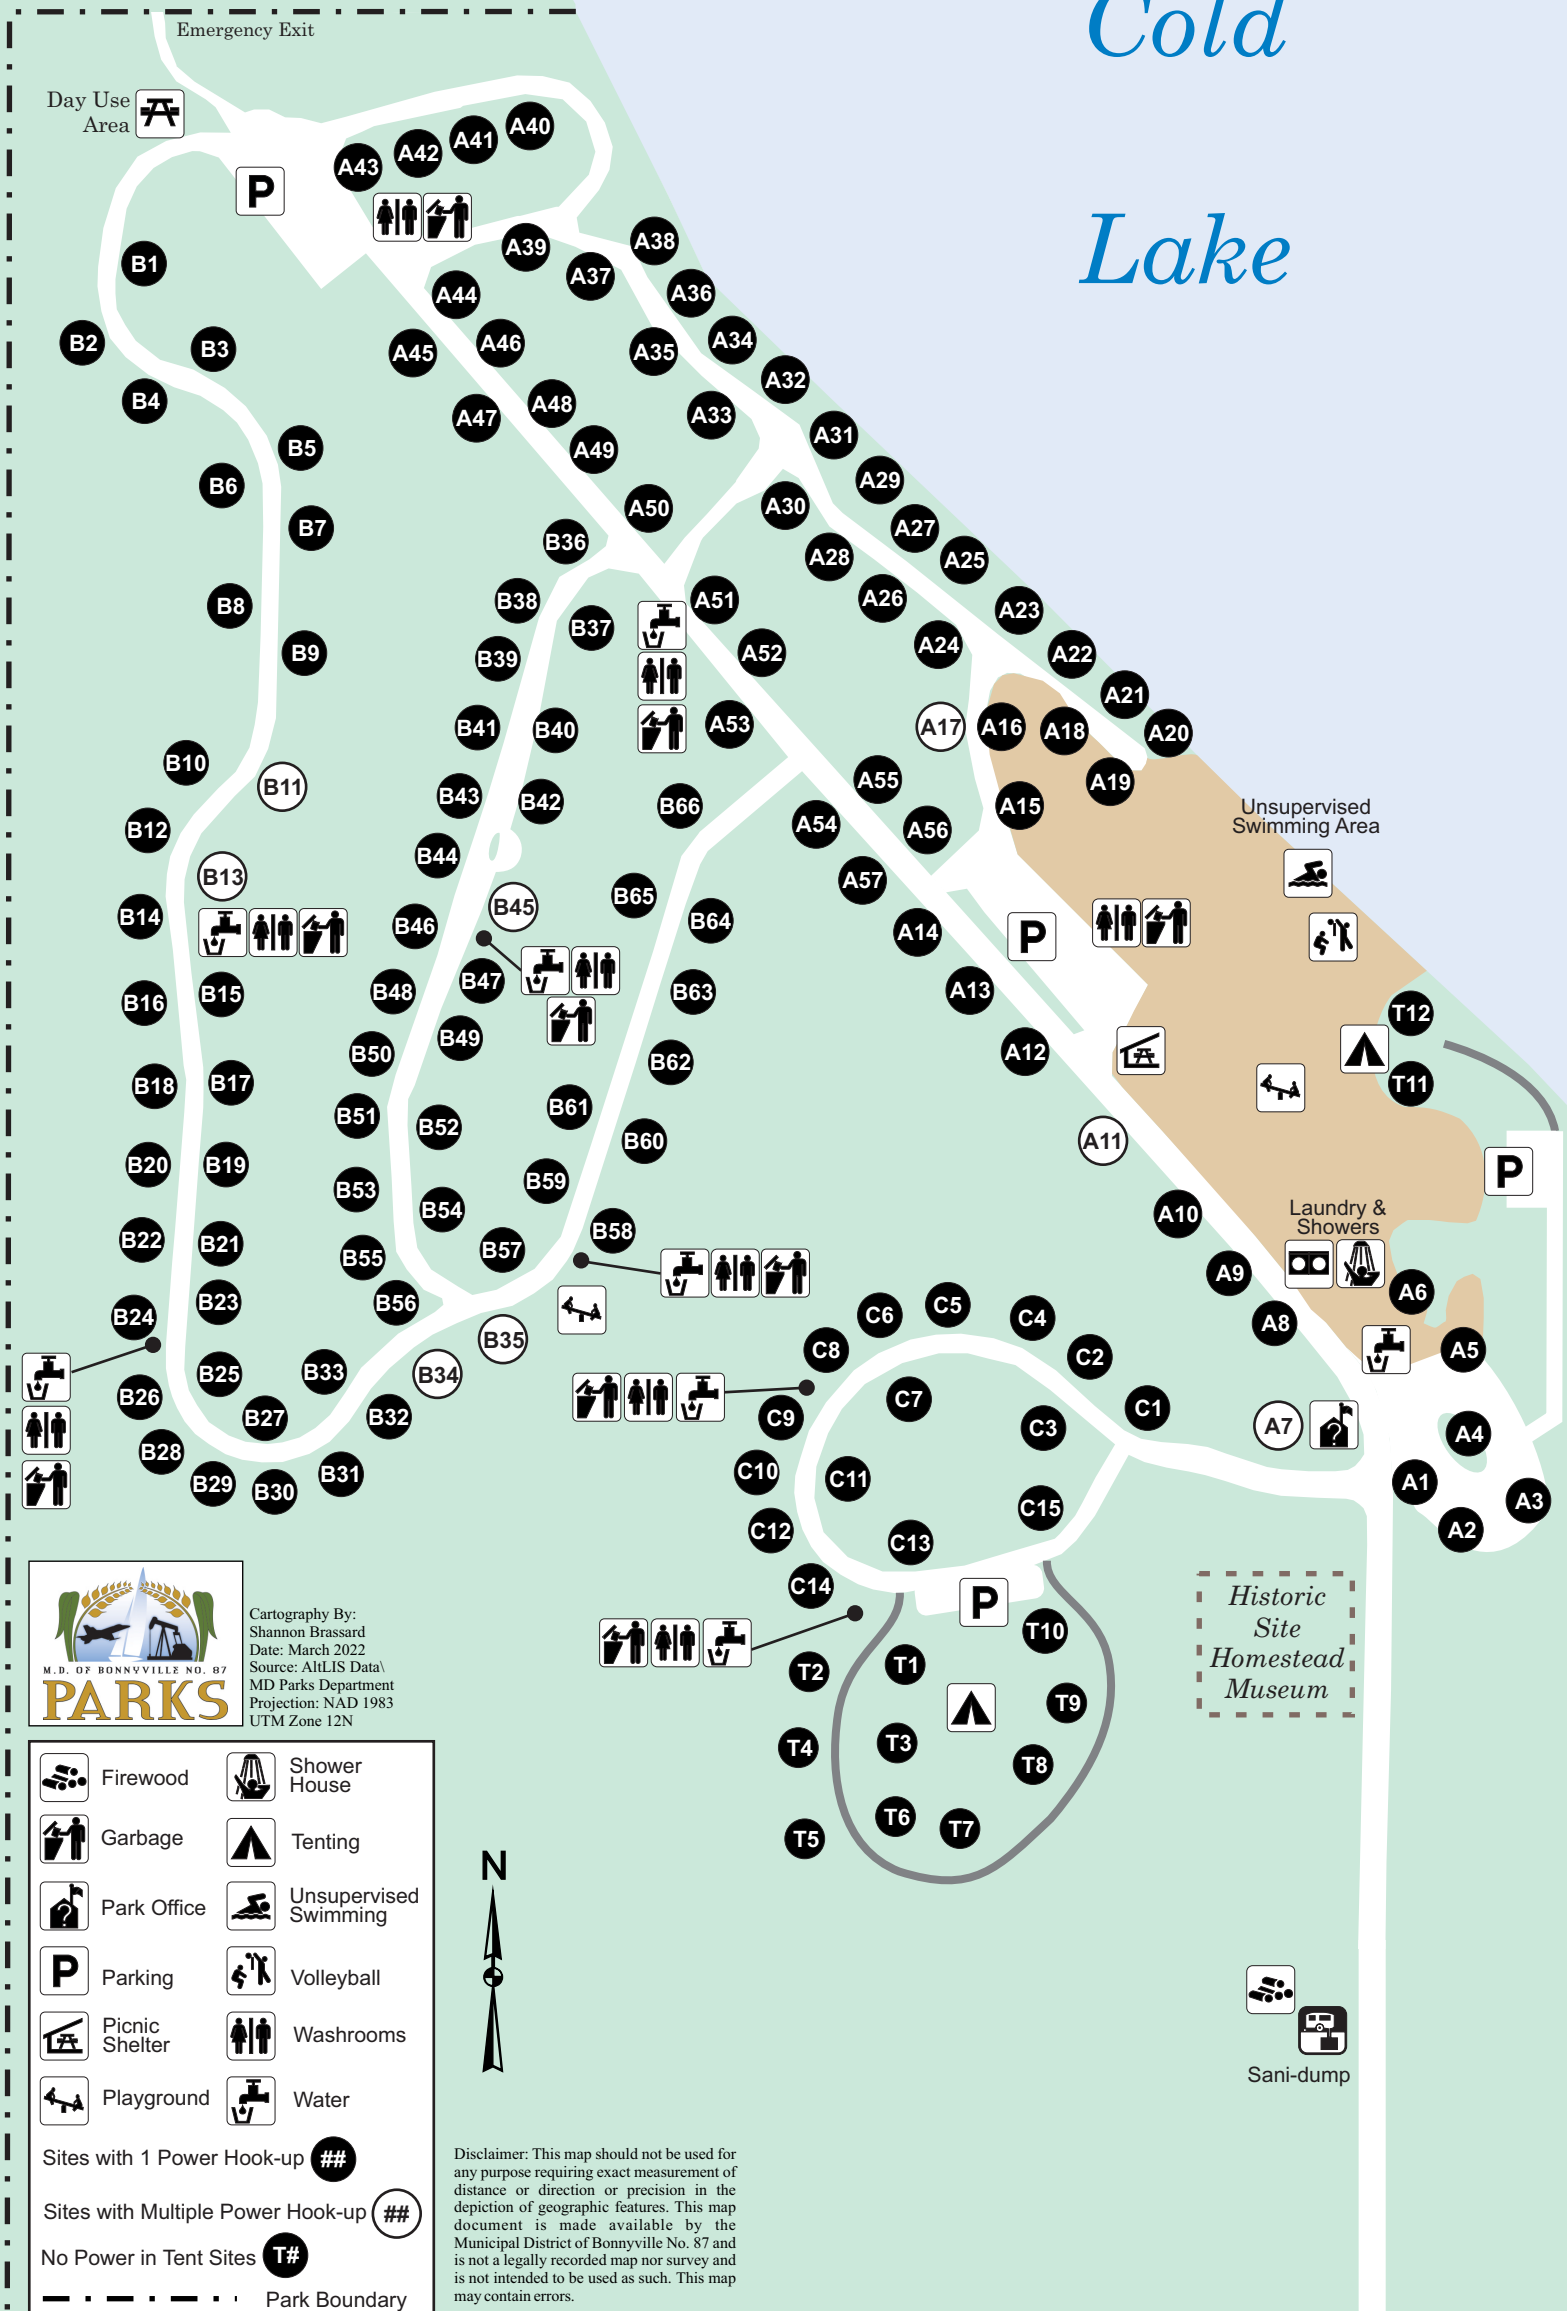 Cold
Lake
Emergency Exit
Day Use
Area
P
A40
A41
A42
A43
A39
A38
A37
A36
A44
A34
A35
A45
A46
A32
A48
A33
A47
A31
A49
A29
A30
A50
A27
A28
A25
A51
A26
A23
A24
A52
A22
A21
A53
A17
A16
A18
A20
A55
A19
A15
A54
A56
A57
A14
P
A13
A12
A11
A10
A9
A8
A6
A5
A7
A4
A1
A3
A2
B1
B2
B3
B4
B5
B6
B7
B8
B9
B10
B11
B12
B13
B14
B15
B16
B17
B18
B19
B20
B21
B22
B23
B24
B25
B26
B27
B28
B29
B30
B31
B32
B33
B34
B35
B36
B37
B38
B39
B40
B41
B42
B43
B44
B45
B46
B47
B48
B49
B50
B51
B52
B53
B54
B55
B56
B57
B58
B59
B60
B61
B62
B63
B64
B65
B66
Unsupervised
Swimming Area
T12
T11
P
Laundry &
Showers
?
C1
C2
C3
C4
C5
C6
C7
C8
C9
C10
C11
C12
C13
C14
C15
P
T1
T2
T3
T4
T5
T6
T7
T8
T9
T10
Historic
Site
Homestead
Museum
Sani-dump
M.D. OF BONNYVILLE NO. 87
PARKS
Cartography By:
Shannon Brassard
Date: March 2022
Source: AltLIS Data\
MD Parks Department
Projection: NAD 1983
UTM Zone 12N
Firewood
Shower
House
Garbage
Tenting
? Park Office
Unsupervised
Swimming
P Parking
Volleyball
Picnic
Shelter
Washrooms
Playground
Water
Sites with 1 Power Hook-up ##
Sites with Multiple Power Hook-up ##
No Power in Tent Sites T#
Park Boundary
N
Disclaimer: This map should not be used for
any purpose requiring exact measurement of
distance or direction or precision in the
depiction of geographic features. This map
document is made available by the
Municipal District of Bonnyville No. 87 and
is not a legally recorded map nor survey and
is not intended to be used as such. This map
may contain errors.